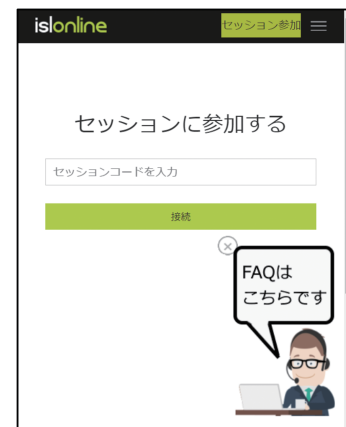 islonline
セッション参加
セッションに参加する
セッションコードを入力
接続
FAQは
こちらです